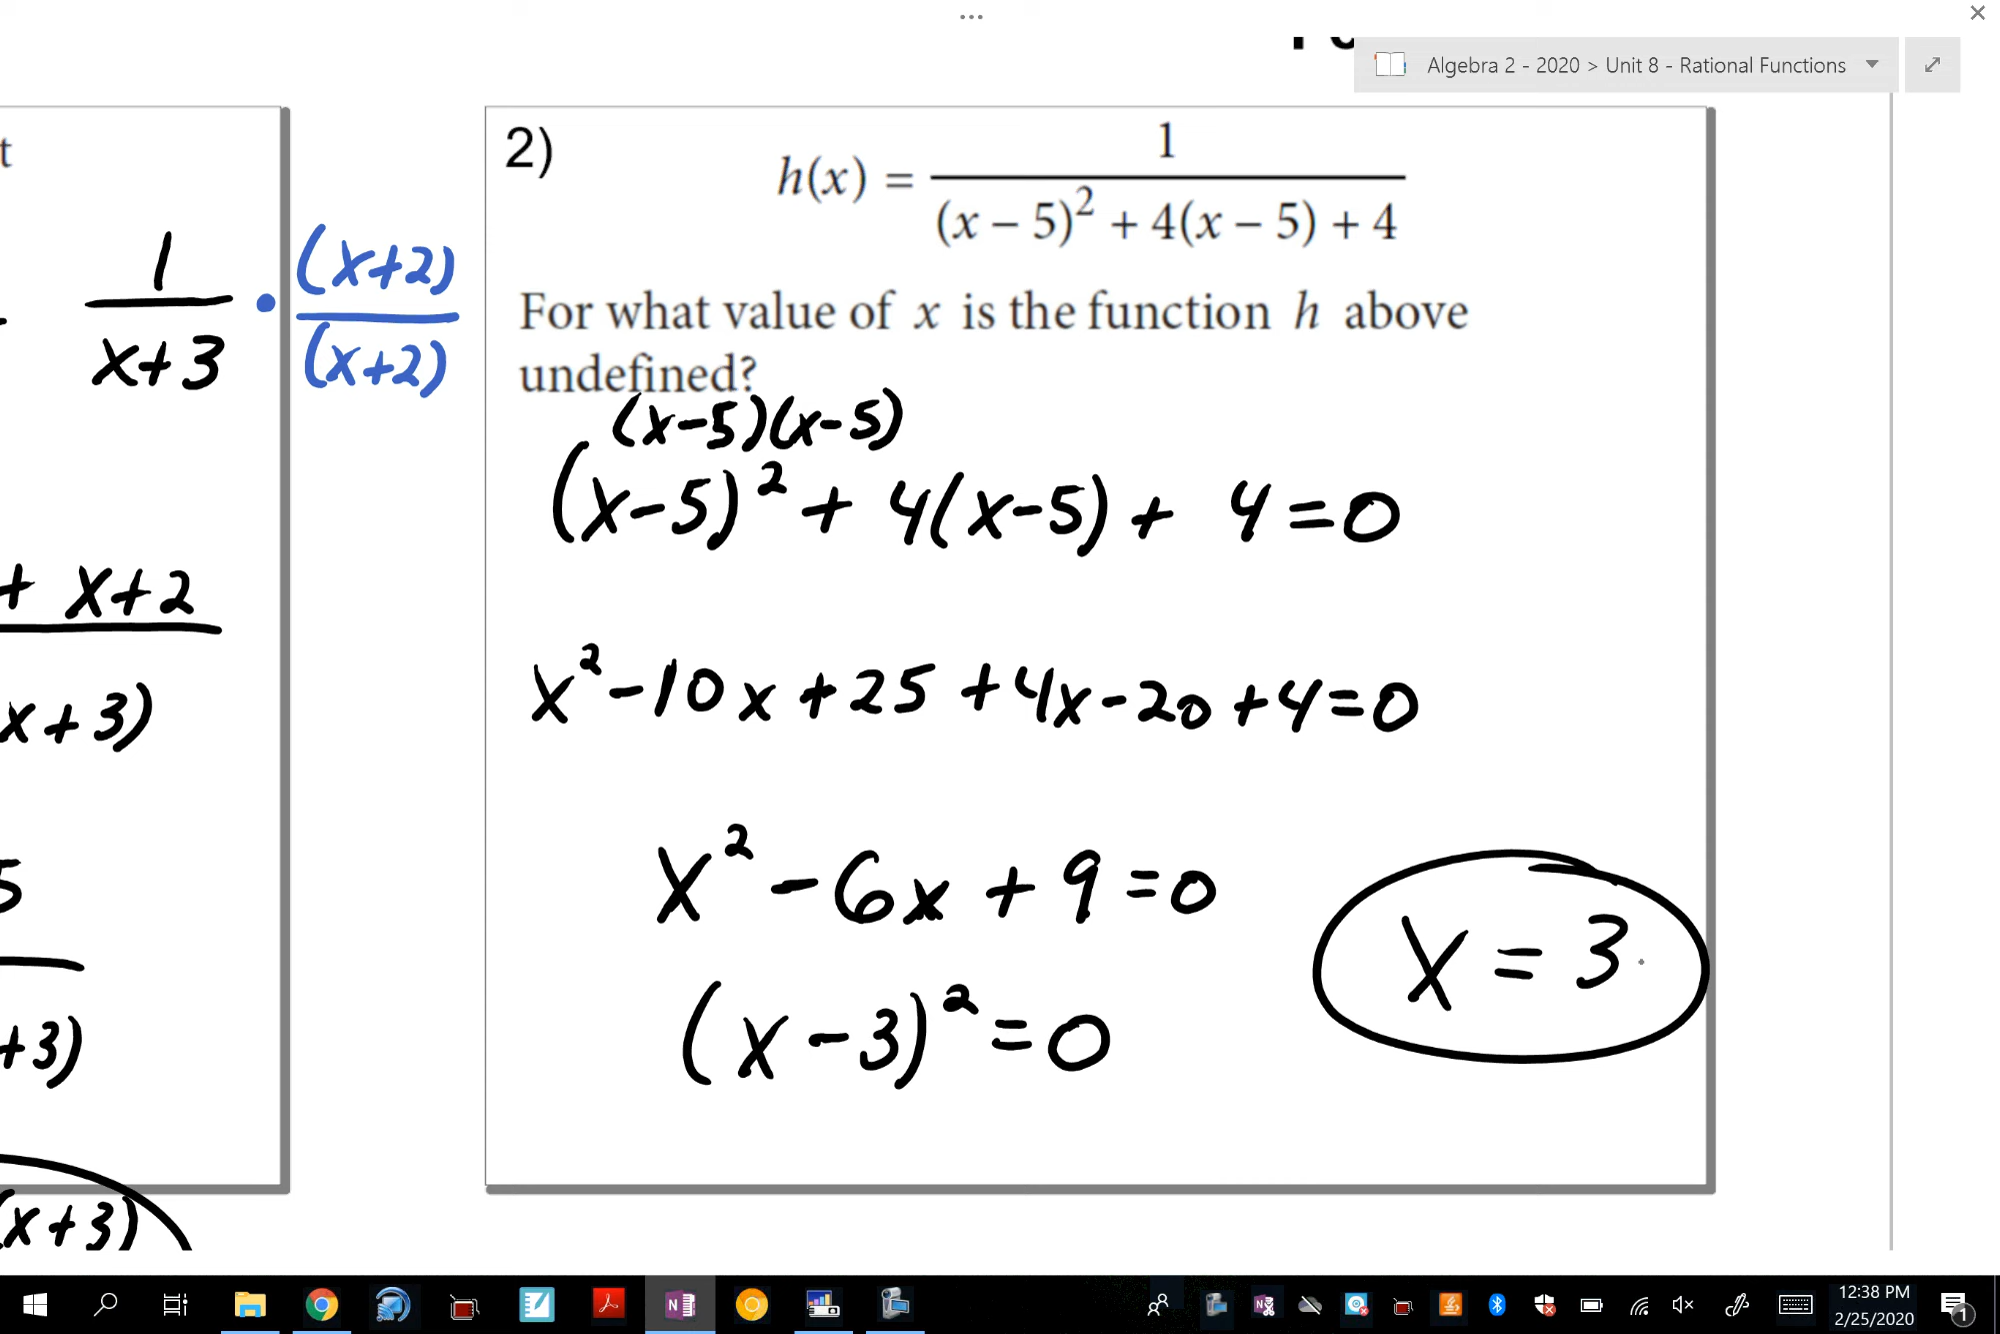 Algebra 2 - 2020 > Unit 8 - Rational Functions
t
1
x+3
• (x+2)
(x+2)
+ x+2
x+3)
5
+3)
(x+3)
2)
h(x) = 1
(x – 5)² + 4(x – 5) + 4
For what value of x is the function h above
undefined?
(x-5)(x-5)
(x-5)² + 4(x-5) + 4 = 0
x² - 10x + 25 + 4x - 20 + 4 = 0
x² - 6x + 9 = 0
(x - 3)² = 0
x = 3
12:38 PM
2/25/2020
1